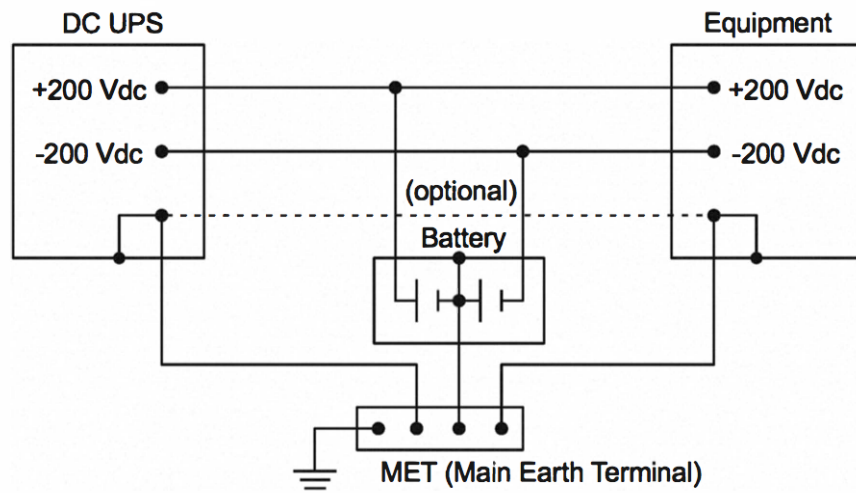 DC UPS
Equipment
+200 Vdc
+200 Vdc
-200 Vdc
-200 Vdc
(optional)
Battery
MET (Main Earth Terminal)